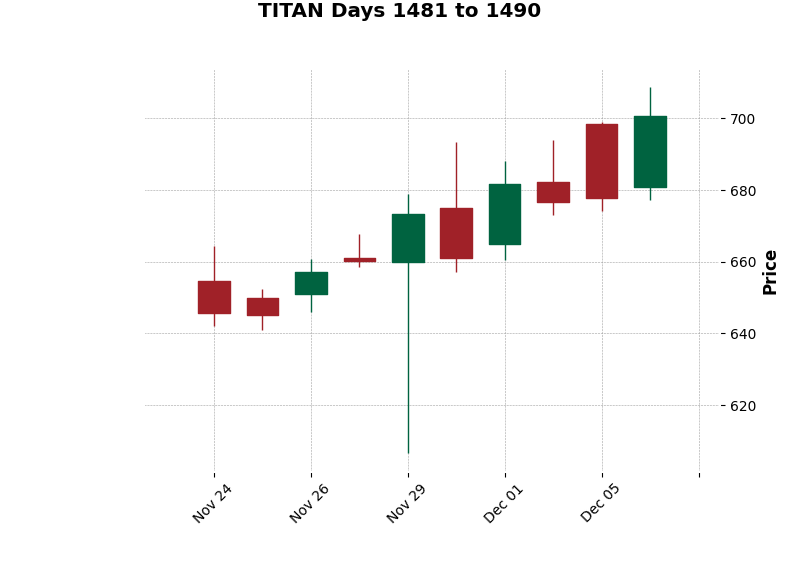 TITAN Days 1481 to 1490
700
680
660
640
620
Price
Nov 24
Nov 26
Nov 29
Dec 01
Dec 05